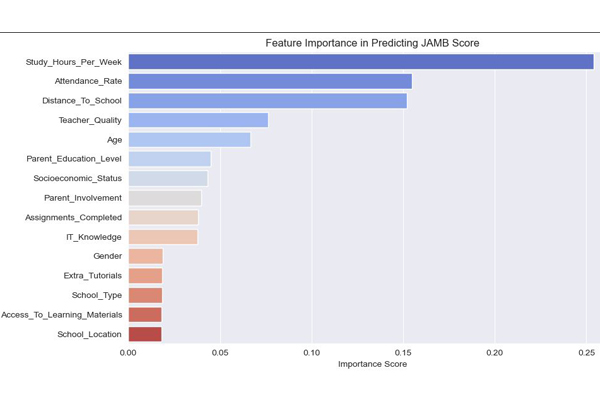 Feature Importance in Predicting JAMB Score
Study_Hours_Per_Week
Attendance_Rate
Distance_To_School
Teacher_Quality
Age
Parent_Education_Level
Socioeconomic_Status
Parent_Involvement
Assignments_Completed
IT_Knowledge
Gender
Extra_Tutorials
School_Type
Access_To_Learning_Materials
School_Location
0.00 0.05 0.10 0.15 0.20 0.25
Importance Score